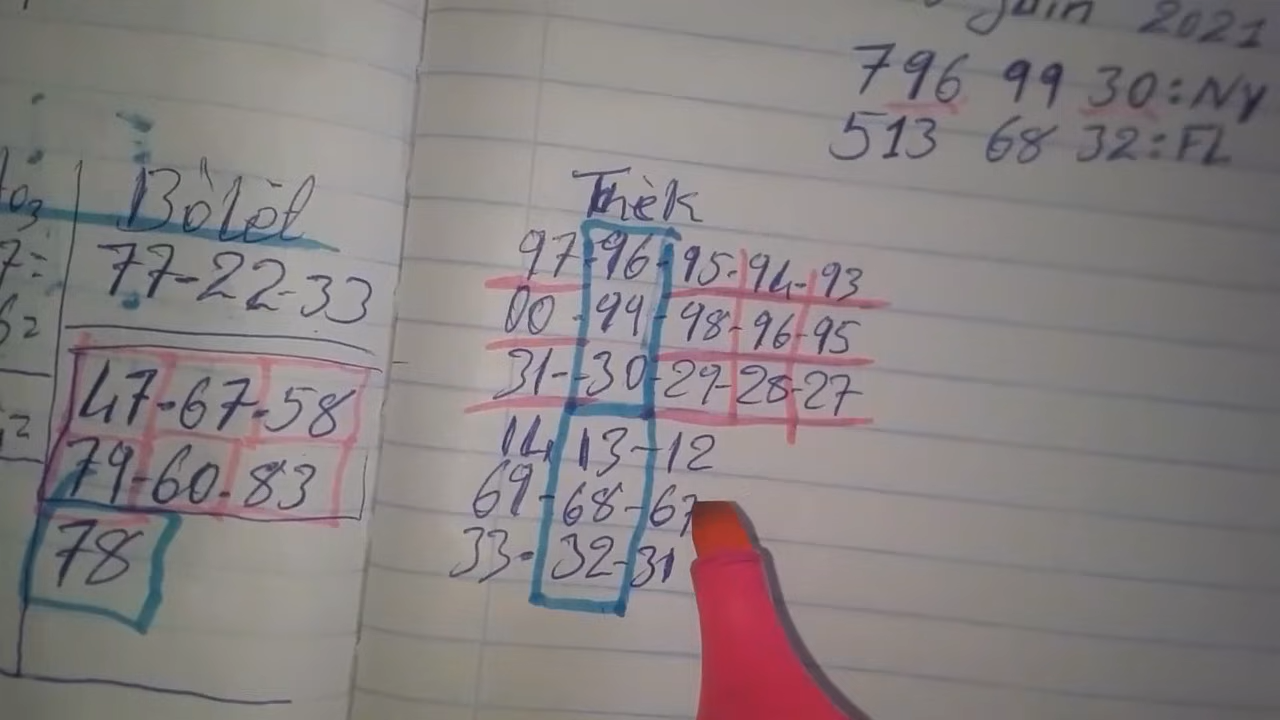 Juin 2021
796 99 30:NY
513 68 32:FL
Bòlèt
77-22-33
47-67-58
79-60-83
78
Thèk
97-96-95-94-93
00-99-98-96-95
31-30-29-28-27
14 13-12
69-68-67
33-32-31